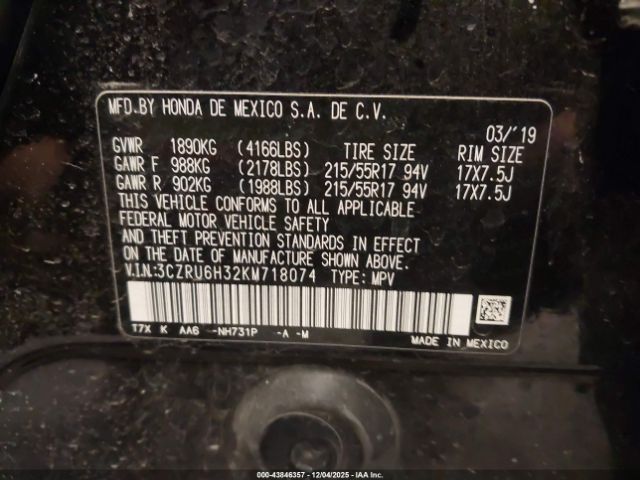 MFD.BY HONDA DE MEXICO S.A. DE C.V.
03/'19
GVWR 1890KG (4166LBS) TIRE SIZE RIM SIZE
GAWR F 988KG (2178LBS) 215/55R17 94V 17X7.5J
GAWR R 902KG (1988LBS) 215/55R17 94V 17X7.5J
THIS VEHICLE CONFORMS TO ALL APPLICABLE
FEDERAL MOTOR VEHICLE SAFETY
AND THEFT PREVENTION STANDARDS IN EFFECT
ON DATE OF MANUFACTURE SHOWN ABOVE.
V.I.N.:3CZRU6H32KM718074 TYPE: MPV
T7X K AA6 -NH731P -A -M
MADE IN MEXICO
000-43846357 - 12/04/2025 - IAA Inc.